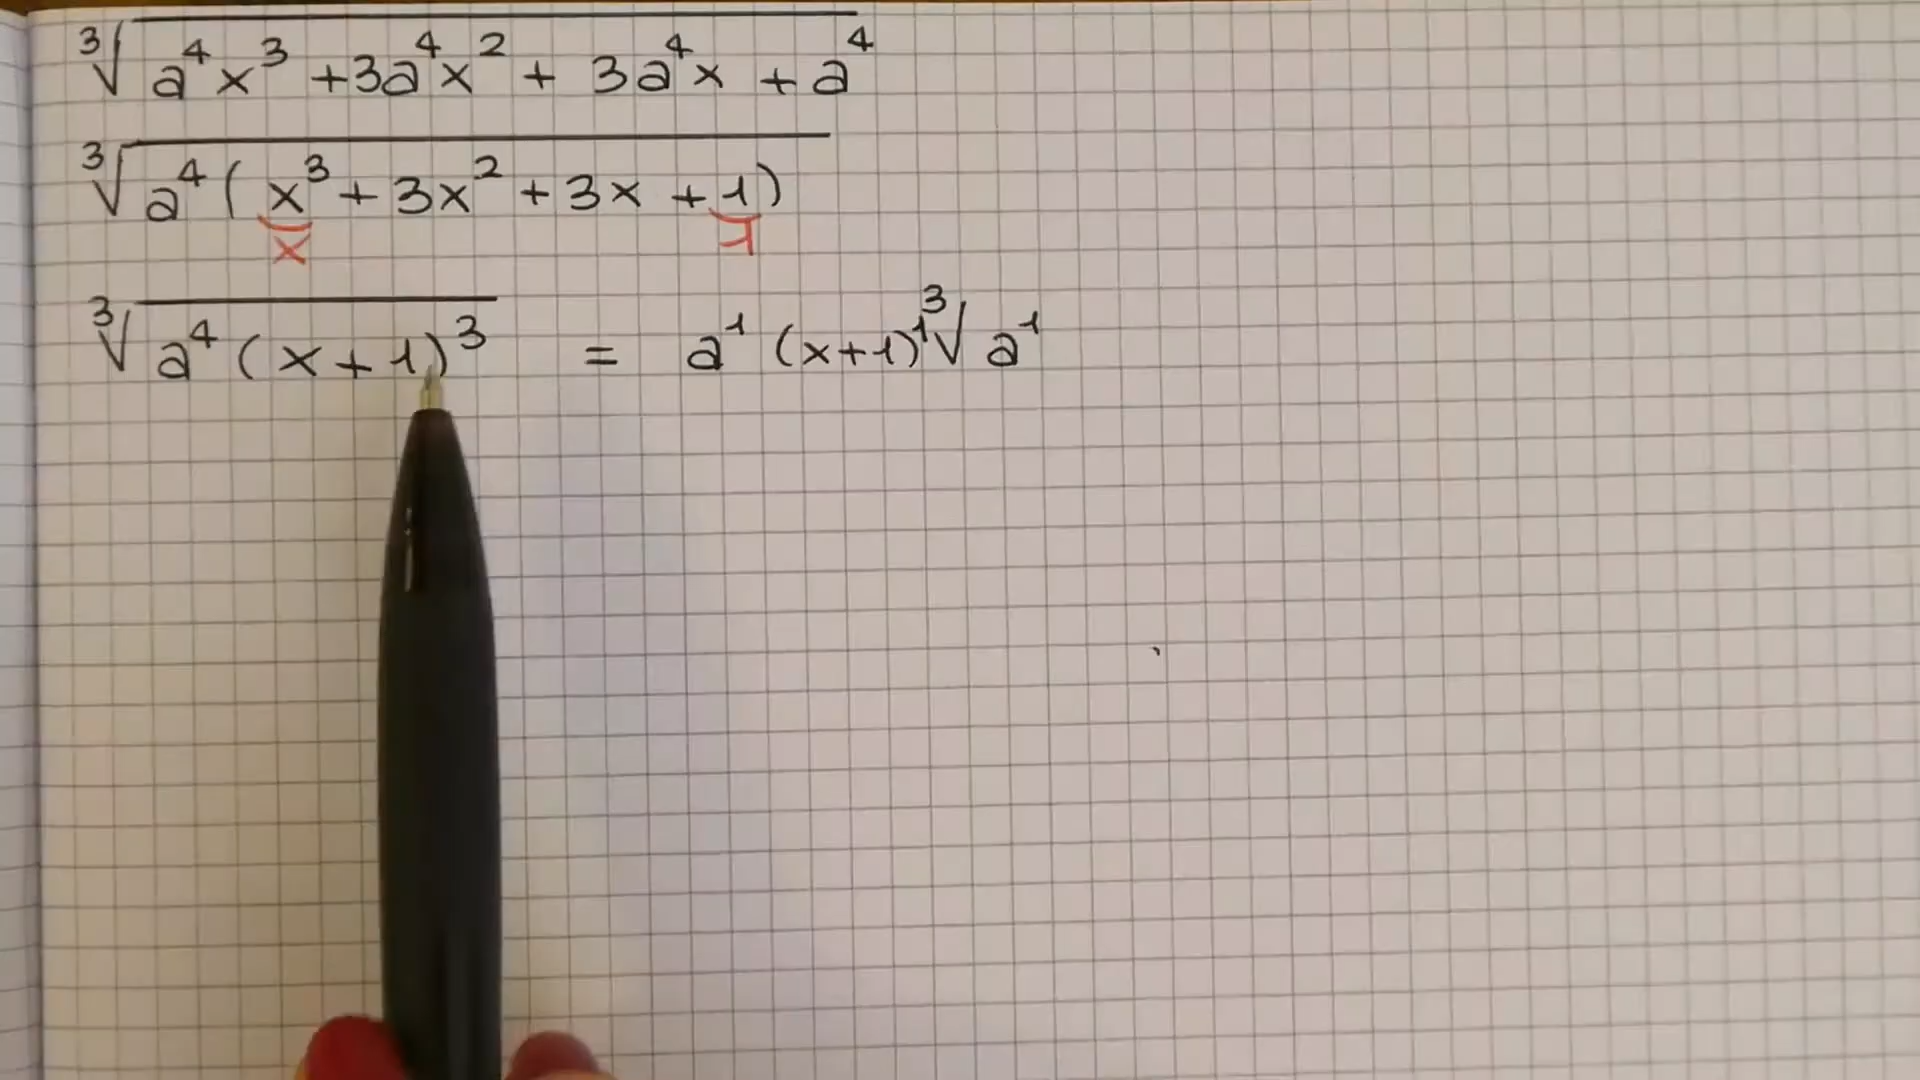 ∛(a⁴x³ + 3a⁴x² + 3a⁴x + a⁴)
∛(a⁴(x³ + 3x² + 3x + 1))
x 1
∛(a⁴(x+1)³) = a¹(x+1)¹ ∛a¹